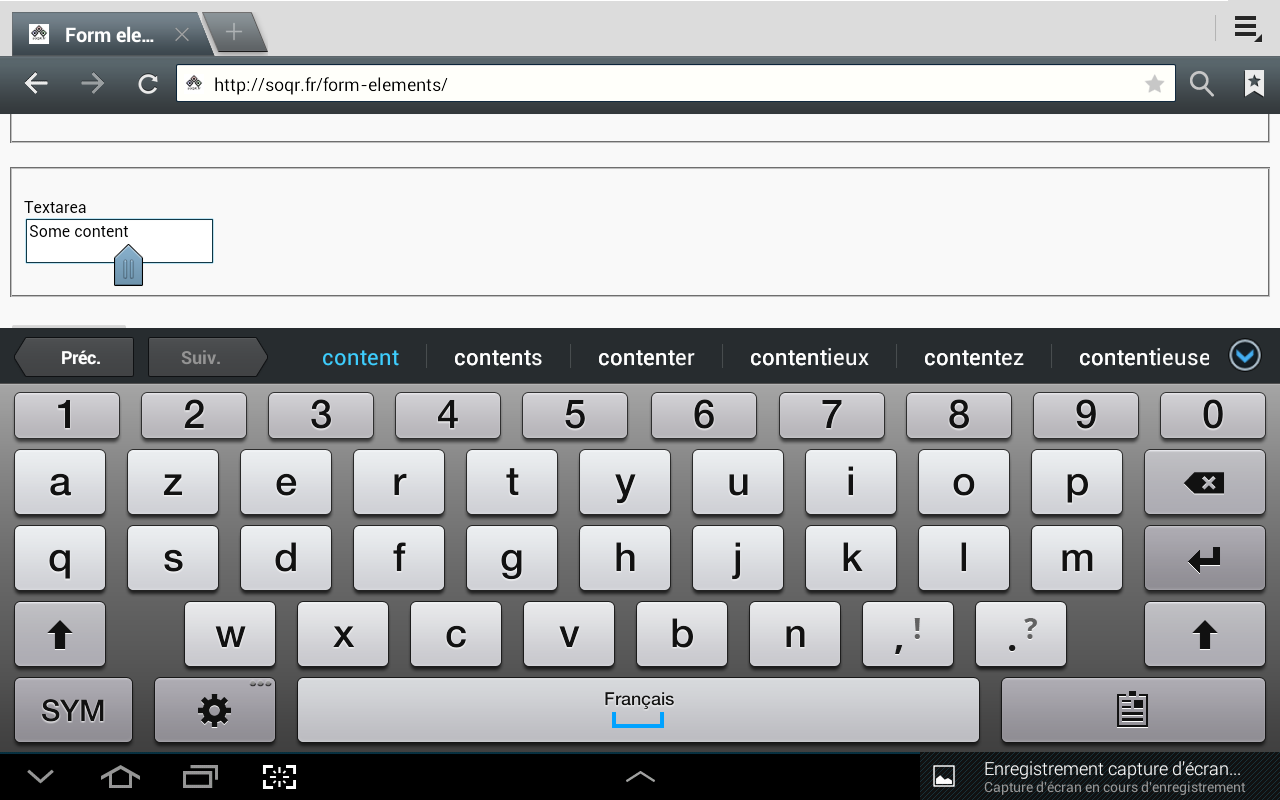 Form ele...
http://soqr.fr/form-elements/
Textarea
Some content
Préc. Suiv. content contents contenter contentieux contentez contentieuse
1 2 3 4 5 6 7 8 9 0
a z e r t y u i o p
q s d f g h j k l m
w x c v b n , ! . ?
SYM Français
Enregistrement capture d'écran...
Capture d'écran en cours d'enregistrement